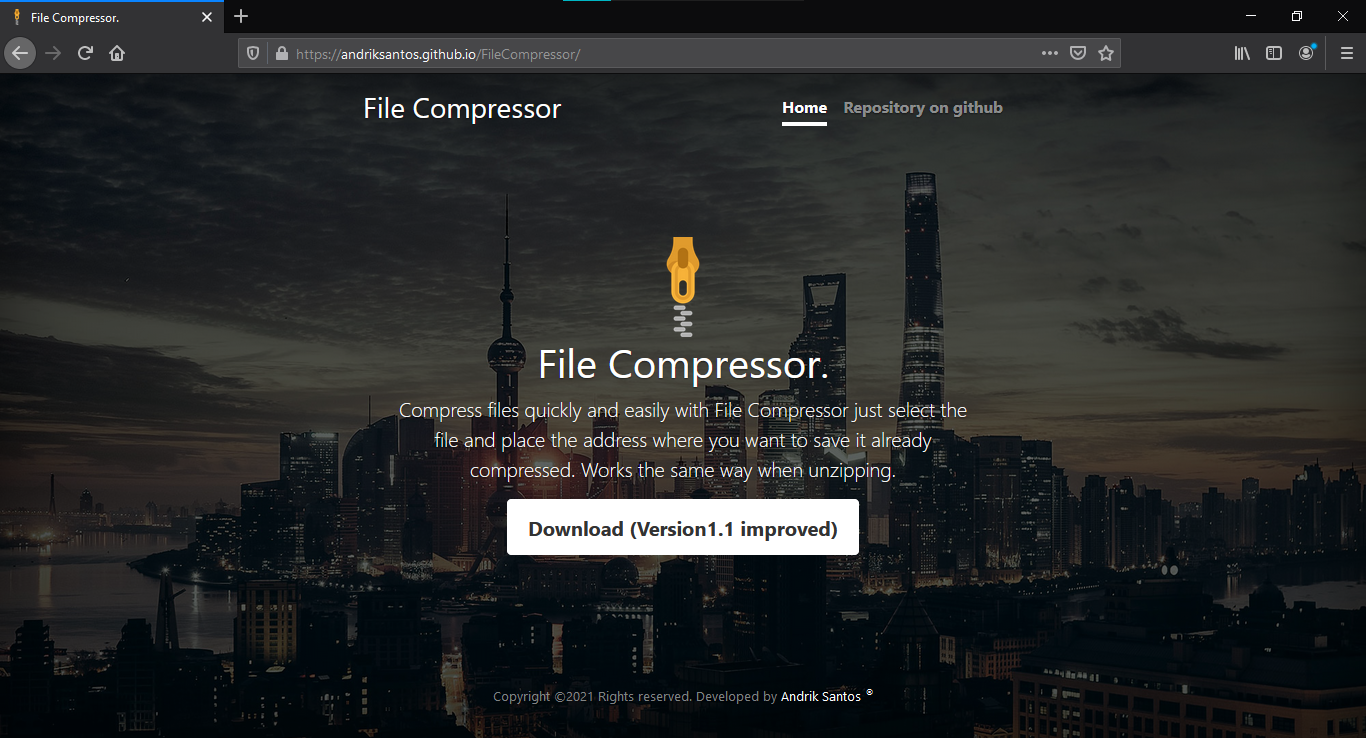 File Compressor.
https://andriksantos.github.io/FileCompressor/
File Compressor
Home
Repository on github
File Compressor.
Compress files quickly and easily with File Compressor just select the
file and place the address where you want to save it already
compressed. Works the same way when unzipping.
Download (Version1.1 improved)
Copyright ©2021 Rights reserved. Developed by Andrik Santos ®